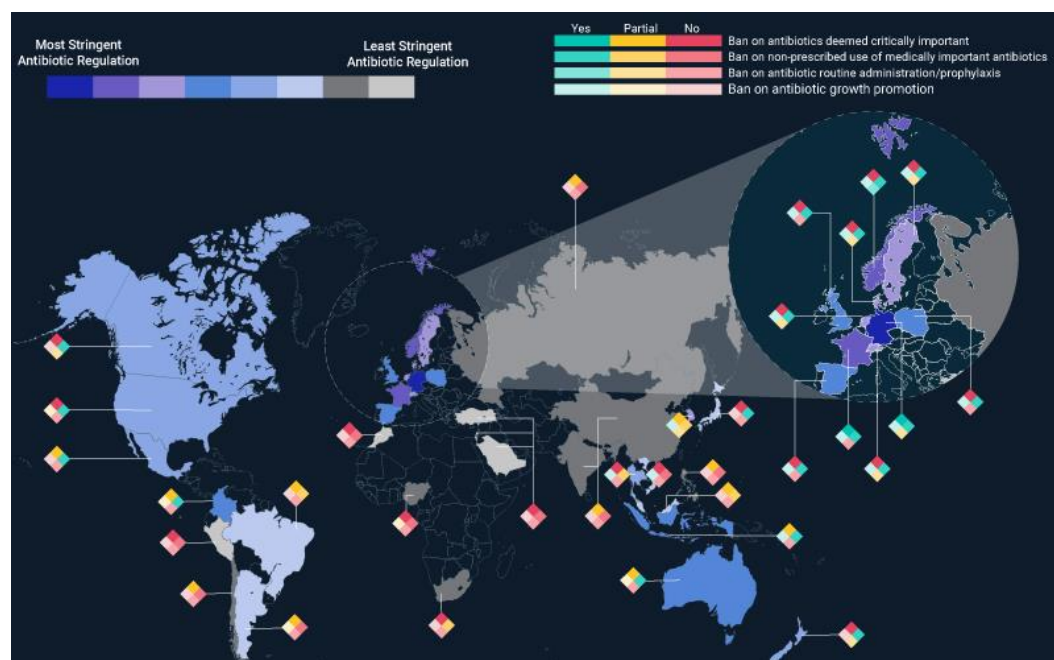 Most Stringent
Antibiotic Regulation
Least Stringent
Antibiotic Regulation
Yes Partial No
Ban on antibiotics deemed critically important
Ban on non-prescribed use of medically important antibiotics
Ban on antibiotic routine administration/prophylaxis
Ban on antibiotic growth promotion